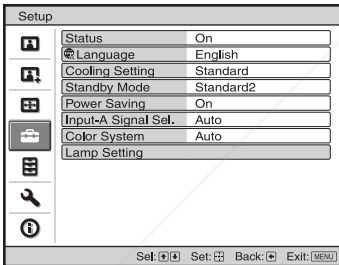 Setup
Status On
Language English
Cooling Setting Standard
Standby Mode Standard2
Power Saving On
Input-A Signal Sel. Auto
Color System Auto
Lamp Setting
Sel: Set: Back: Exit: MENU